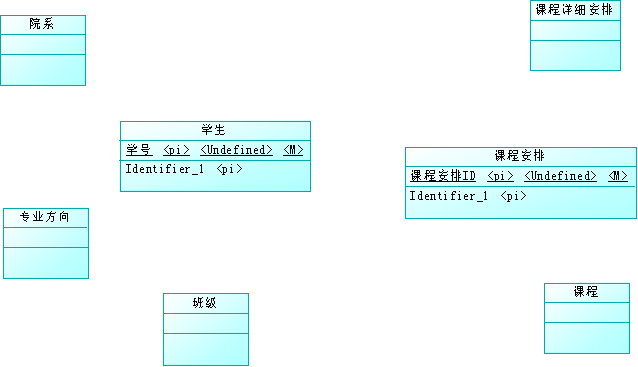 院系
课程详细安排
学生
学号 <pi> <Undefined> <M>
Identifier_1 <pi>
课程安排
课程安排ID <pi> <Undefined> <M>
Identifier_1 <pi>
专业方向
班级
课程